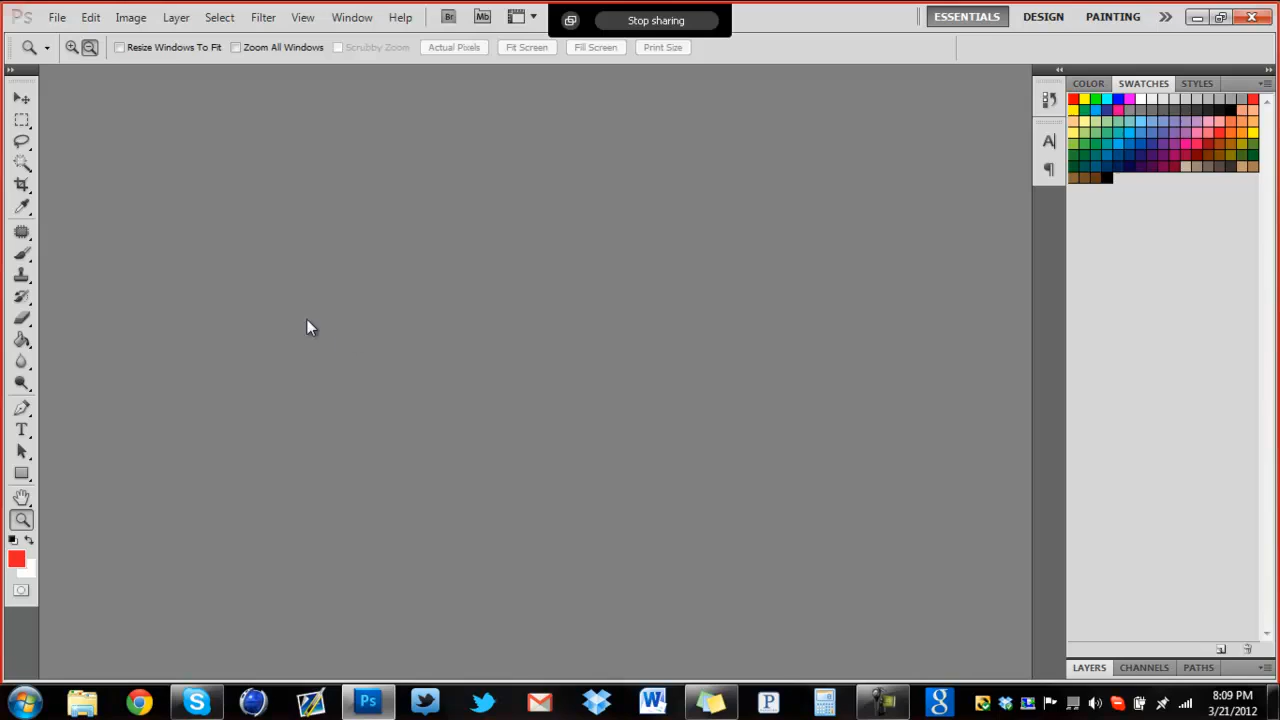 Ps File Edit Image Layer Select Filter View Window Help Br Mb Stop sharing ESSENTIALS DESIGN PAINTING
Resize Windows To Fit Zoom All Windows Scrubby Zoom Actual Pixels Fit Screen Fill Screen Print Size
COLOR SWATCHES STYLES
A
T
LAYERS CHANNELS PATHS
S Ps W P g 8:09 PM
3/21/2012